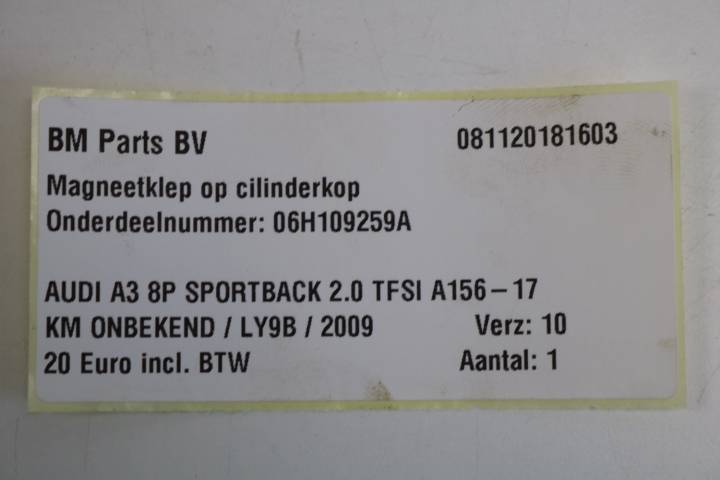 BM Parts BV 081120181603
Magneetklep op cilinderkop
Onderdeelnummer: 06H109259A
AUDI A3 8P SPORTBACK 2.0 TFSI A156-17
KM ONBEKEND / LY9B / 2009 Verz: 10
20 Euro incl. BTW Aantal: 1